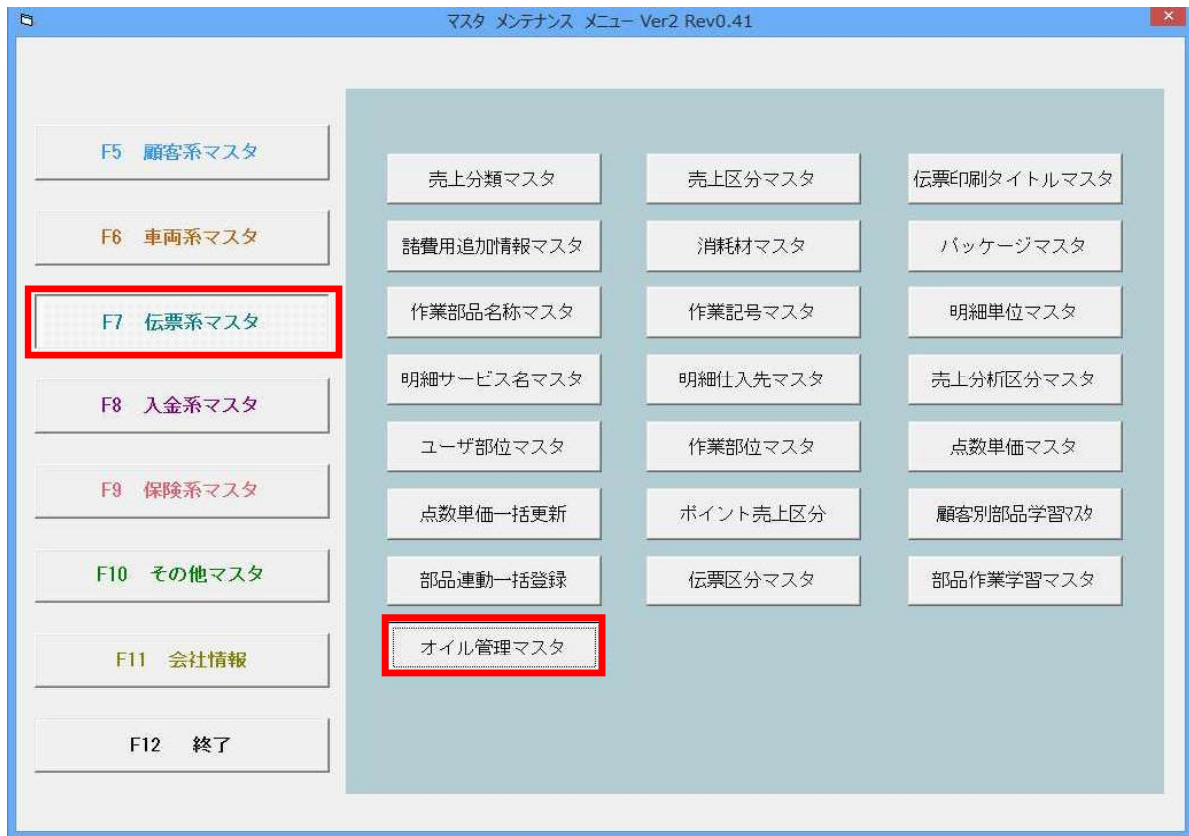 マスタ メンテナンス メニュー Ver2 Rev0.41
F5 顧客系マスタ
F6 車両系マスタ
F7 伝票系マスタ
F8 入金系マスタ
F9 保険系マスタ
F10 その他マスタ
F11 会社情報
F12 終了
売上分類マスタ 売上区分マスタ 伝票印刷タイトルマスタ
諸費用追加情報マスタ 消耗材マスタ パッケージマスタ
作業部品名称マスタ 作業記号マスタ 明細単位マスタ
明細サービス名マスタ 明細仕入先マスタ 売上分析区分マスタ
ユーザ部位マスタ 作業部位マスタ 点数単価マスタ
点数単価一括更新 ポイント売上区分 顧客別部品学習マスタ
部品連動一括登録 伝票区分マスタ 部品作業学習マスタ
オイル管理マスタ